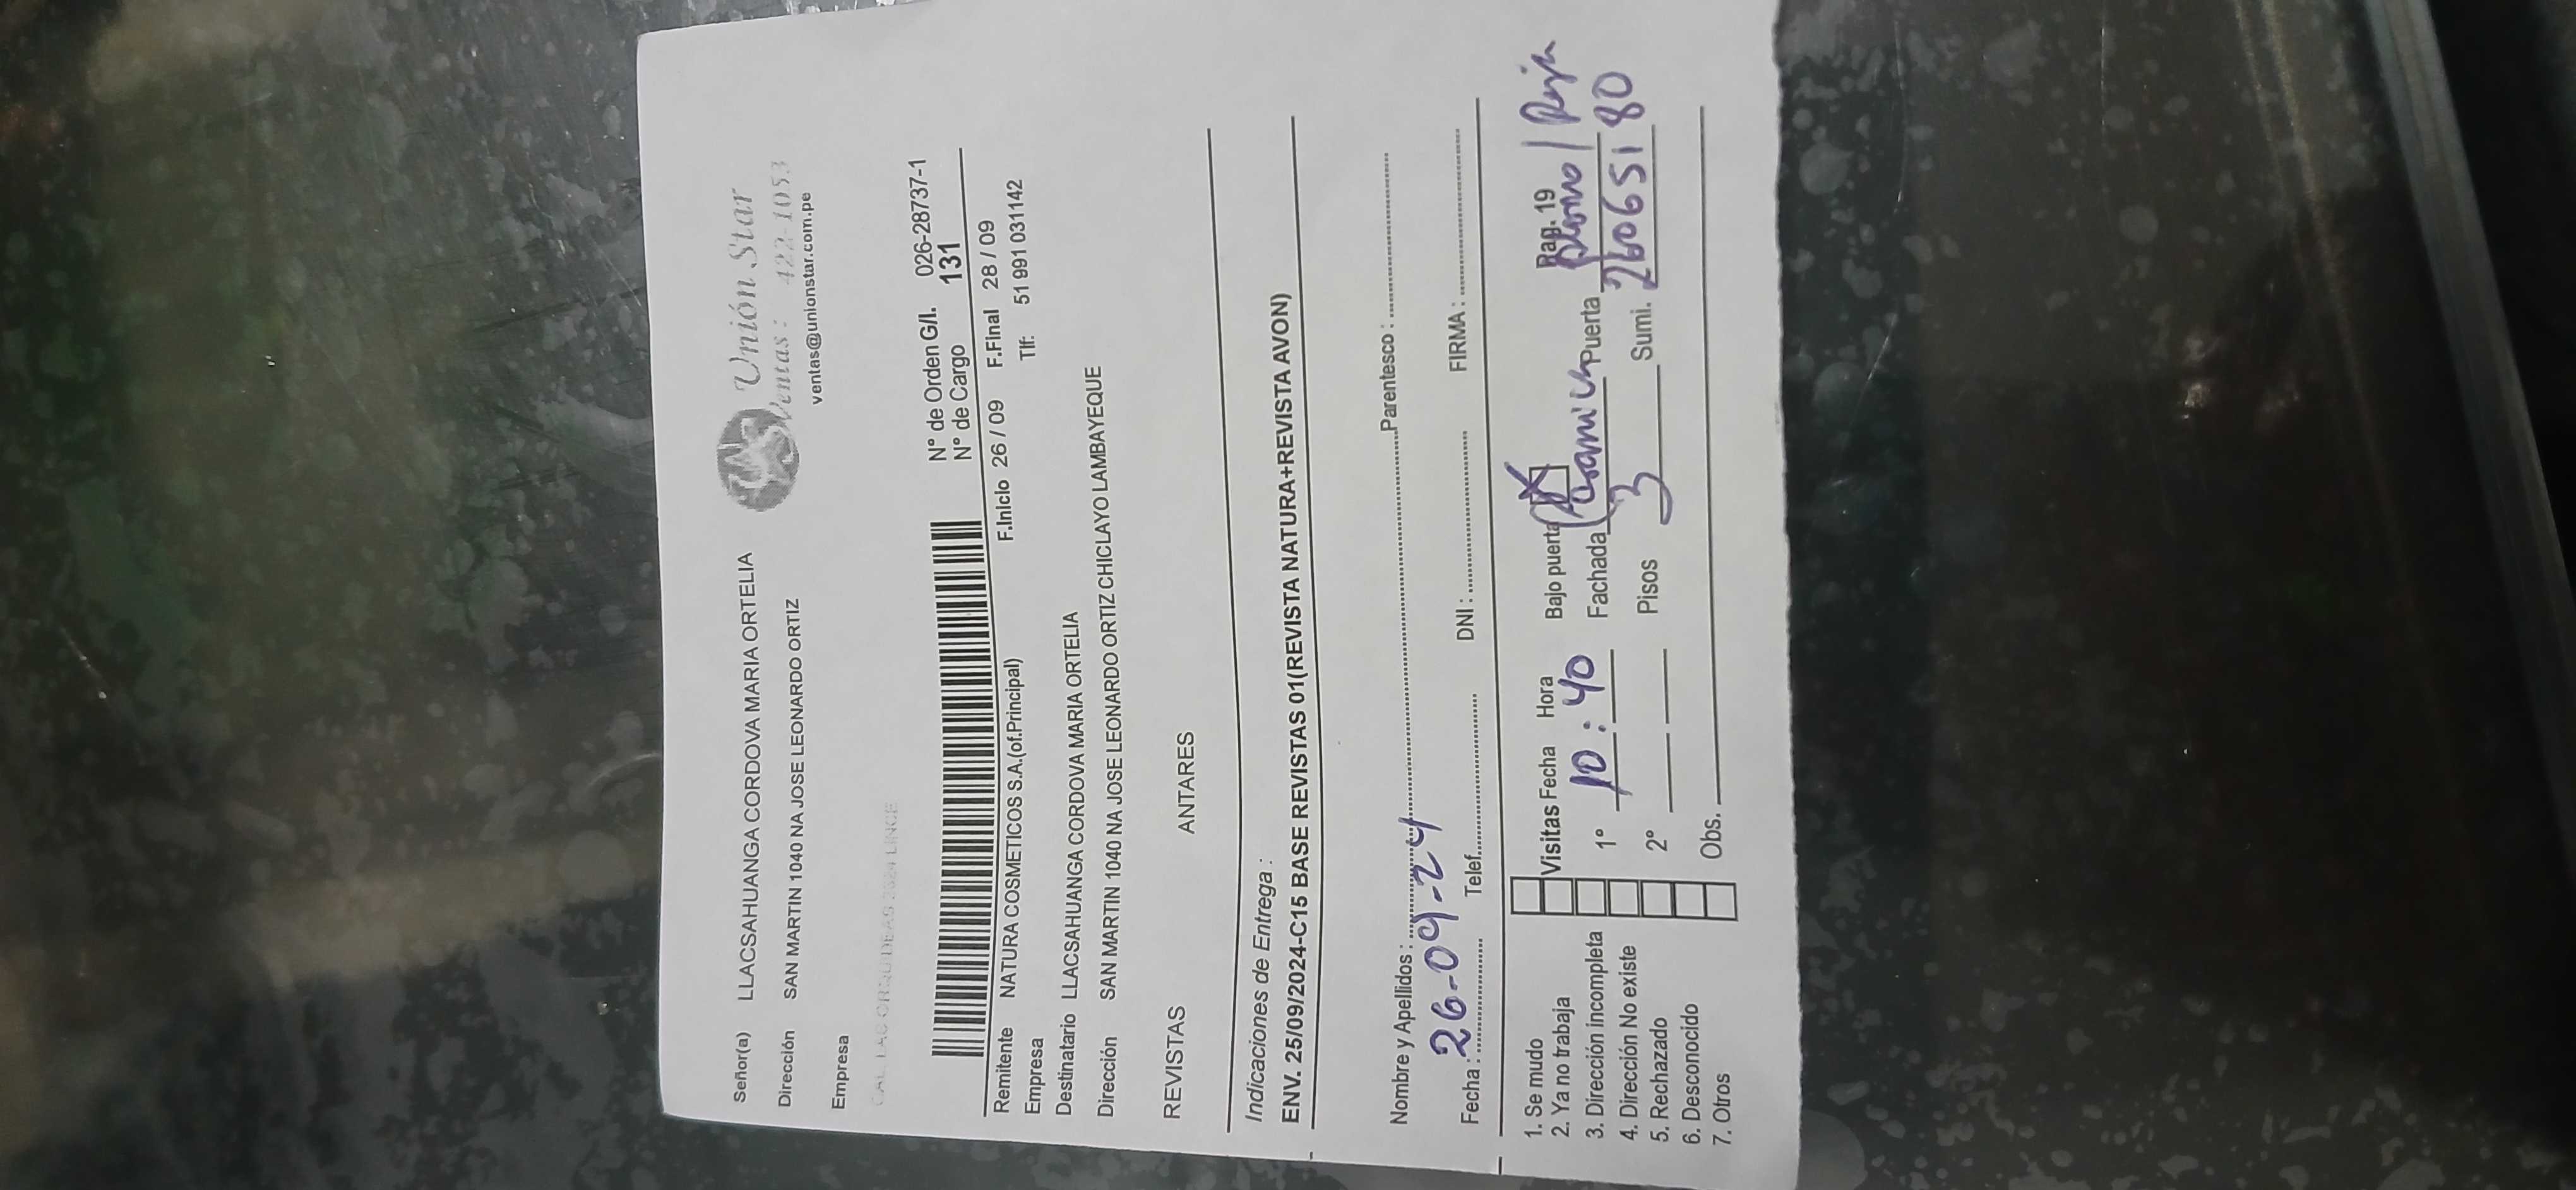 Unión Star
Ventas: 422-1053
ventas@unionstar.com.pe
Señor(a) LLACSAHUANGA CORDOVA MARIA ORTELIA
Dirección SAN MARTIN 1040 NA JOSE LEONARDO ORTIZ
Empresa
N° de Orden G/I. 026-28737-1
N° de Cargo 131
Remitente NATURA COSMETICOS S.A.(of.Principal) F.Inicio 26 / 09 F.Final 28 / 09
Empresa Tlf: 51 991 031142
Destinatario LLACSAHUANGA CORDOVA MARIA ORTELIA
Dirección SAN MARTIN 1040 NA JOSE LEONARDO ORTIZ CHICLAYO LAMBAYEQUE
REVISTAS ANTARES
Indicaciones de Entrega :
ENV. 25/09/2024-C15 BASE REVISTAS 01(REVISTA NATURA+REVISTA AVON)
Nombre y Apellidos : Parentesco :
Fecha : 26-09-24 Telef. DNI : FIRMA :
Pag. 19
1. Se mudo Visitas Fecha Hora Bajo puerta X
2. Ya no trabaja
3. Dirección incompleta 1° 10:40 Fachada Puerta
4. Dirección No existe
5. Rechazado 2° Pisos 3 Sumi. 26065180
6. Desconocido
7. Otros Obs.